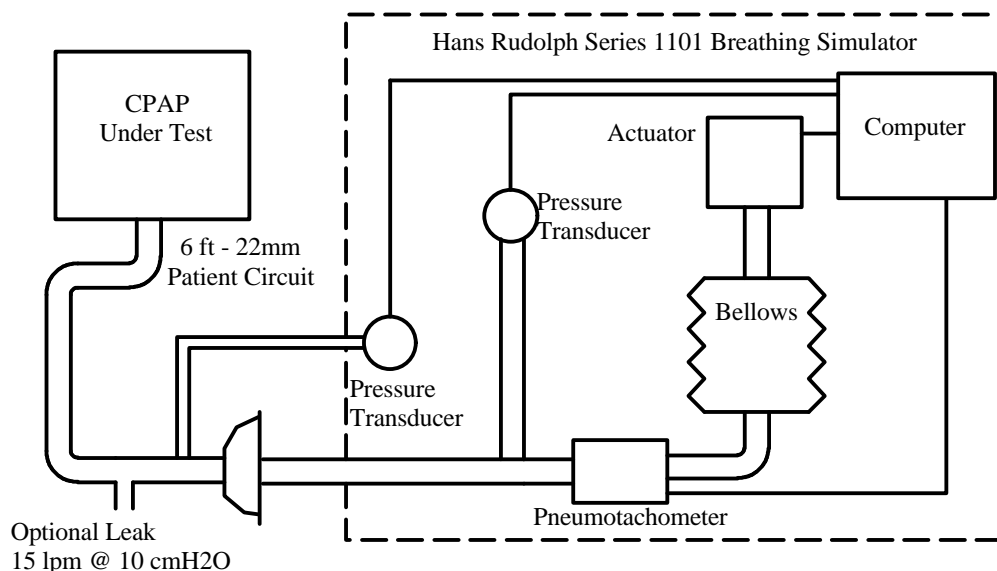 Hans Rudolph Series 1101 Breathing Simulator
CPAP
Under Test
Actuator
Computer
Pressure
Transducer
6 ft - 22mm
Patient Circuit
Bellows
Pressure
Transducer
Pneumotachometer
Optional Leak
15 lpm @ 10 cmH2O